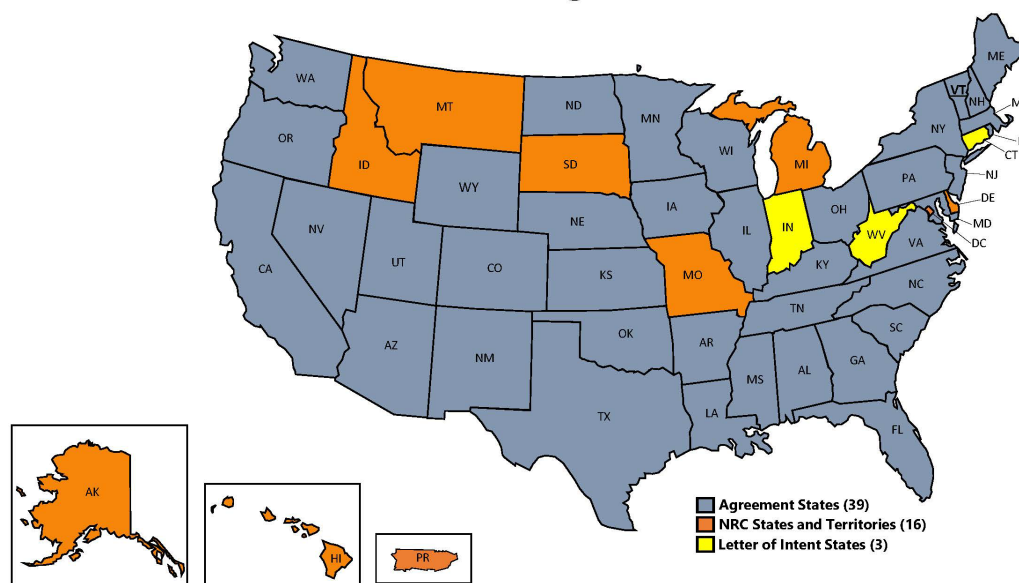 ME
WA
VT
NH
M
MT
ND
MN
OR
NY
WI
CT
ID
SD
MI
NJ
WY
PA
DE
IA
NE
OH
MD
IL
IN
WV
VA
DC
NV
UT
CO
KS
MO
KY
CA
NC
TN
OK
AZ
NM
AR
SC
MS
AL
GA
TX
LA
FL
AK
HI
PR
Agreement States (39)
NRC States and Territories (16)
Letter of Intent States (3)